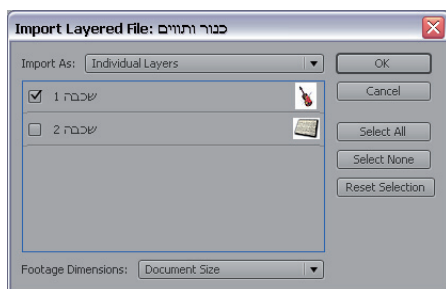 Import Layered File: כנור ותווים
Import As: Individual Layers
OK
שכבה 1
Cancel
שכבה 2
Select All
Select None
Reset Selection
Footage Dimensions: Document Size